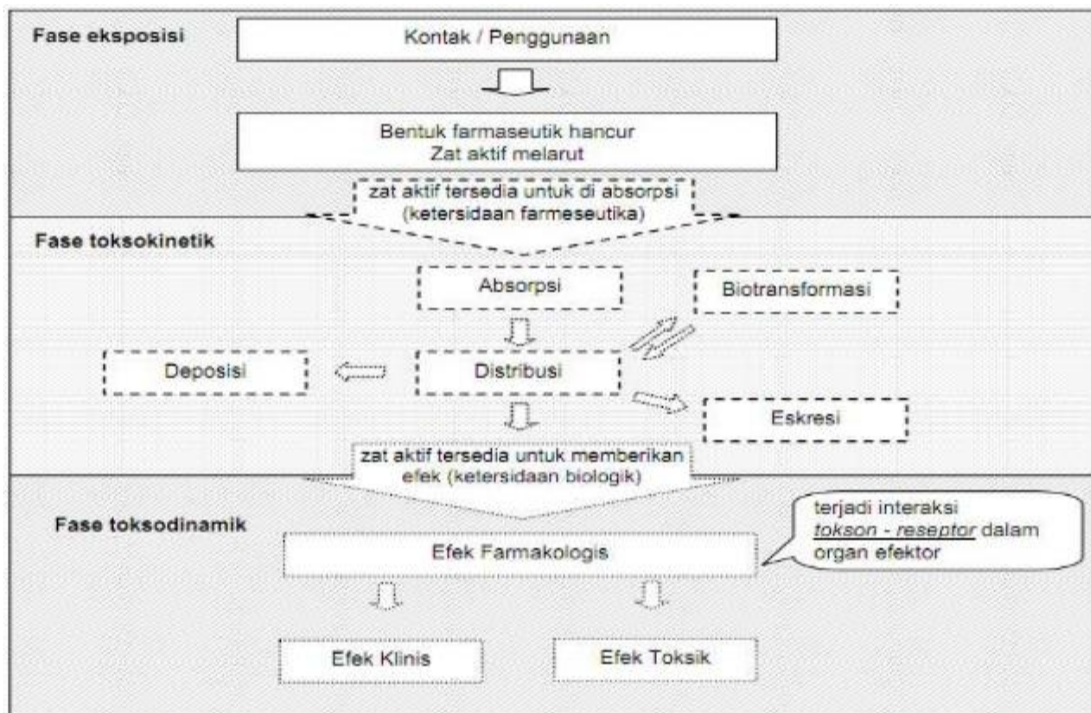 Fase eksposisi
Kontak / Penggunaan
Bentuk farmaseutik hancur
Zat aktif melarut
zat aktif tersedia untuk di absorpsi
(ketersidaan farmeseutika)
Fase toksokinetik
Absorpsi
Biotransformasi
Deposisi
Distribusi
Eskresi
zat aktif tersedia untuk memberikan
efek (ketersidaan biologik)
Fase toksodinamik
terjadi interaksi
tokson - reseptor dalam
organ efektor
Efek Farmakologis
Efek Klinis
Efek Toksik